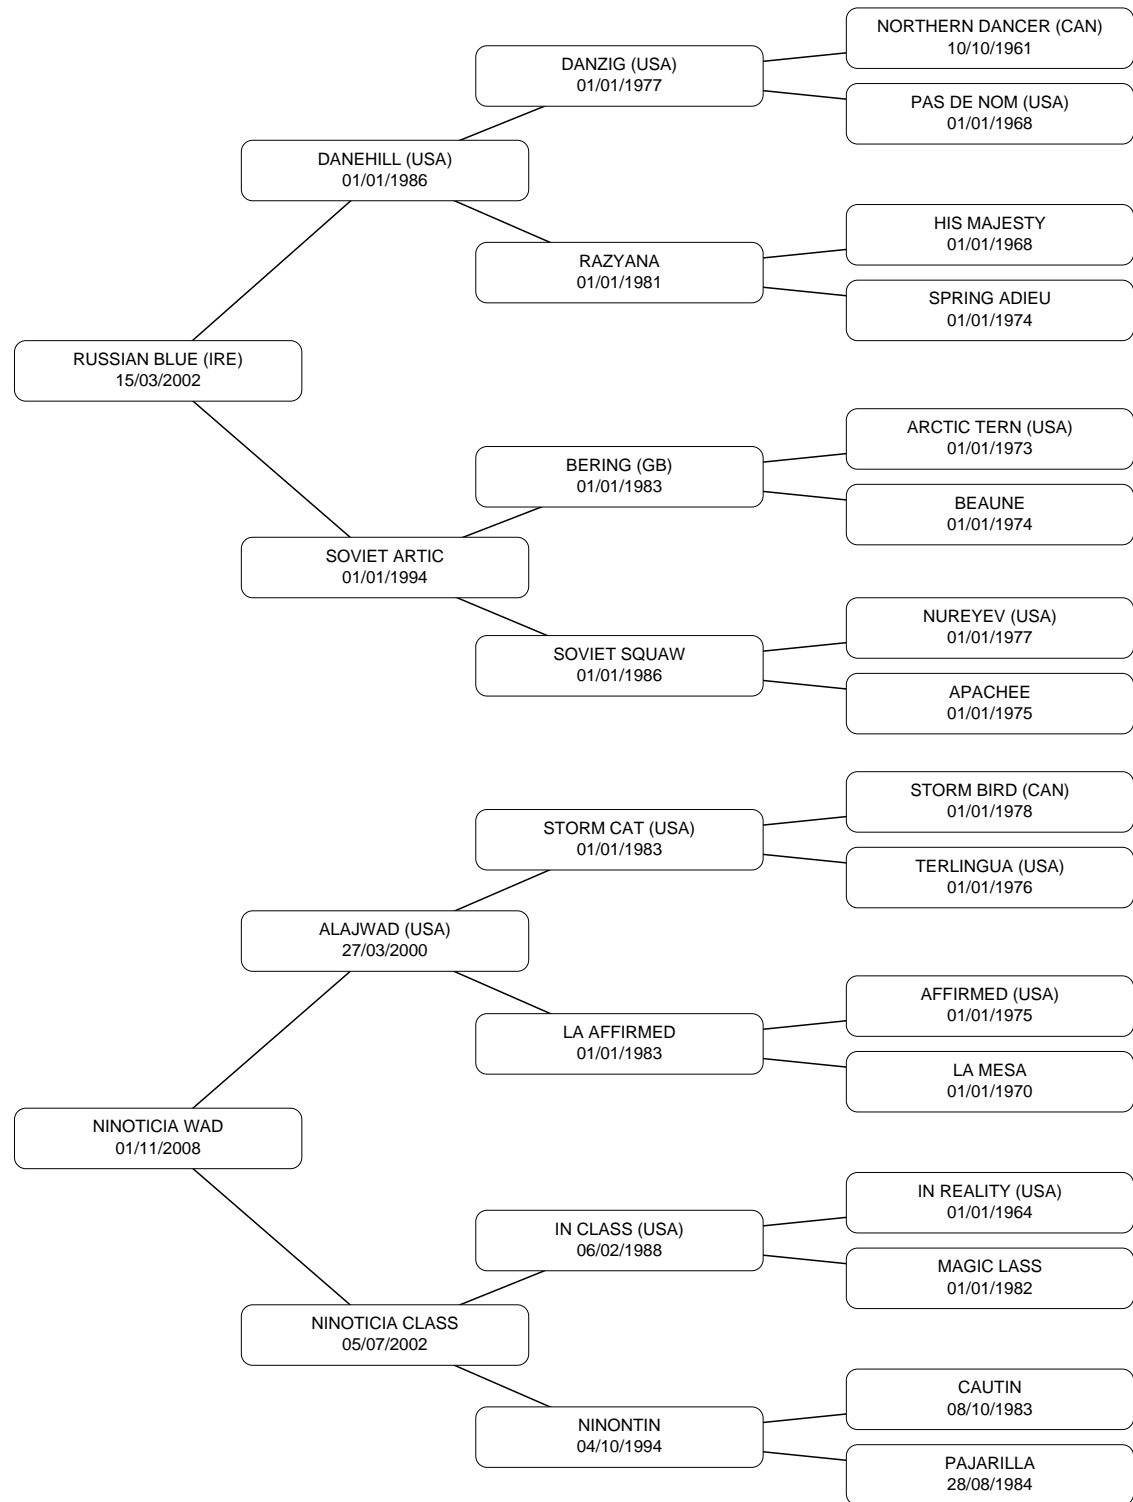 NORTHERN DANCER (CAN)
10/10/1961
DANZIG (USA)
01/01/1977
PAS DE NOM (USA)
01/01/1968
DANEHILL (USA)
01/01/1986
HIS MAJESTY
01/01/1968
RAZYANA
01/01/1981
SPRING ADIEU
01/01/1974
RUSSIAN BLUE (IRE)
15/03/2002
ARCTIC TERN (USA)
01/01/1973
BERING (GB)
01/01/1983
BEAUNE
01/01/1974
SOVIET ARTIC
01/01/1994
NUREYEV (USA)
01/01/1977
SOVIET SQUAW
01/01/1986
APACHEE
01/01/1975
STORM BIRD (CAN)
01/01/1978
STORM CAT (USA)
01/01/1983
TERLINGUA (USA)
01/01/1976
ALAJWAD (USA)
27/03/2000
AFFIRMED (USA)
01/01/1975
LA AFFIRMED
01/01/1983
LA MESA
01/01/1970
NINOTICIA WAD
01/11/2008
IN REALITY (USA)
01/01/1964
IN CLASS (USA)
06/02/1988
MAGIC LASS
01/01/1982
NINOTICIA CLASS
05/07/2002
CAUTIN
08/10/1983
NINONTIN
04/10/1994
PAJARILLA
28/08/1984